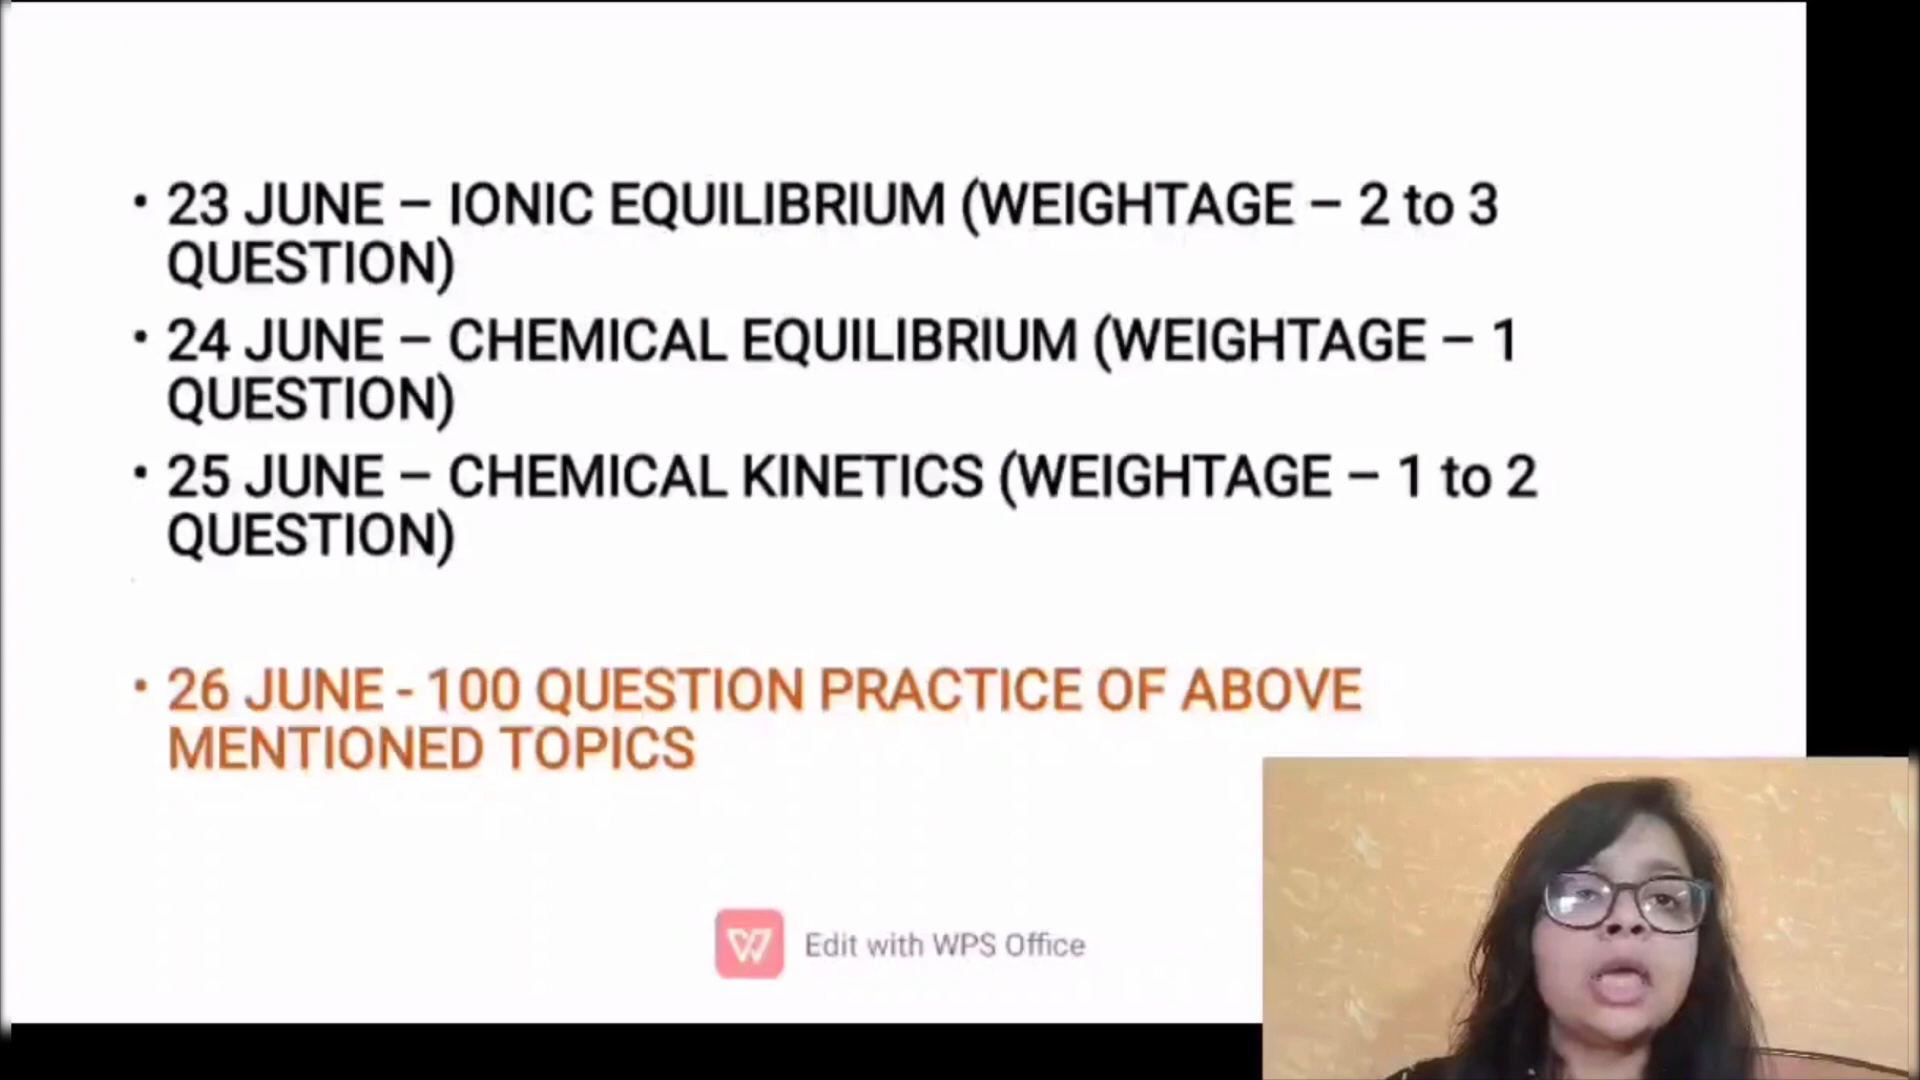 • 23 JUNE – IONIC EQUILIBRIUM (WEIGHTAGE – 2 to 3
QUESTION)
• 24 JUNE – CHEMICAL EQUILIBRIUM (WEIGHTAGE – 1
QUESTION)
• 25 JUNE – CHEMICAL KINETICS (WEIGHTAGE – 1 to 2
QUESTION)
• 26 JUNE - 100 QUESTION PRACTICE OF ABOVE
MENTIONED TOPICS
Edit with WPS Office